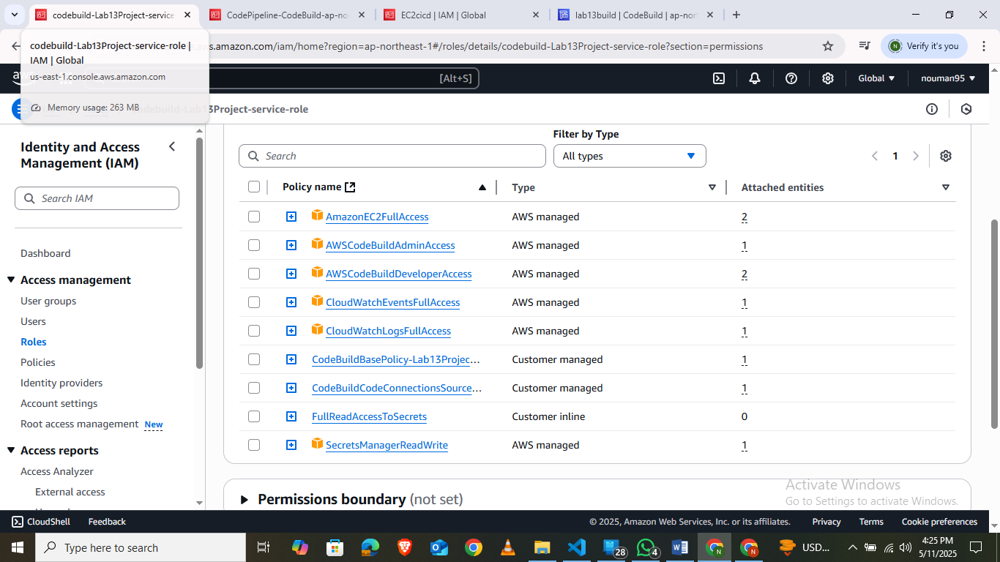 codebuild-Lab13Project-service
CodePipeline-CodeBuild-ap-no
EC2cicd | IAM | Global
lab13build | CodeBuild | ap-nor
codebuild-Lab13Project-service-role |
IAM | Global
us-east-1.console.aws.amazon.com
Memory usage: 263 MB
.aws.amazon.com/iam/home?region=ap-northeast-1#/roles/details/codebuild-Lab13Project-service-role?section=permissions
N
Verify it's you
[Alt+S]
Global
nouman95
codebuild-Lab13Project-service-role
Identity and Access
Management (IAM)
Search IAM
Dashboard
Access management
User groups
Users
Roles
Policies
Identity providers
Account settings
Root access management New
Access reports
Access Analyzer
External access
Filter by Type
Search
All types
1
Policy name
Type
Attached entities
AmazonEC2FullAccess
AWS managed
2
AWSCodeBuildAdminAccess
AWS managed
1
AWSCodeBuildDeveloperAccess
AWS managed
2
CloudWatchEventsFullAccess
AWS managed
1
CloudWatchLogsFullAccess
AWS managed
1
CodeBuildBasePolicy-Lab13Projec...
Customer managed
1
CodeBuildCodeConnectionsSource...
Customer managed
1
FullReadAccessToSecrets
Customer inline
0
SecretsManagerReadWrite
AWS managed
1
Permissions boundary (not set)
Activate Windows
Go to Settings to activate Windows.
CloudShell
Feedback
© 2025, Amazon Web Services, Inc. or its affiliates.
Privacy
Terms
Cookie preferences
Type here to search
28
4
USD...
4:25 PM
5/11/2025